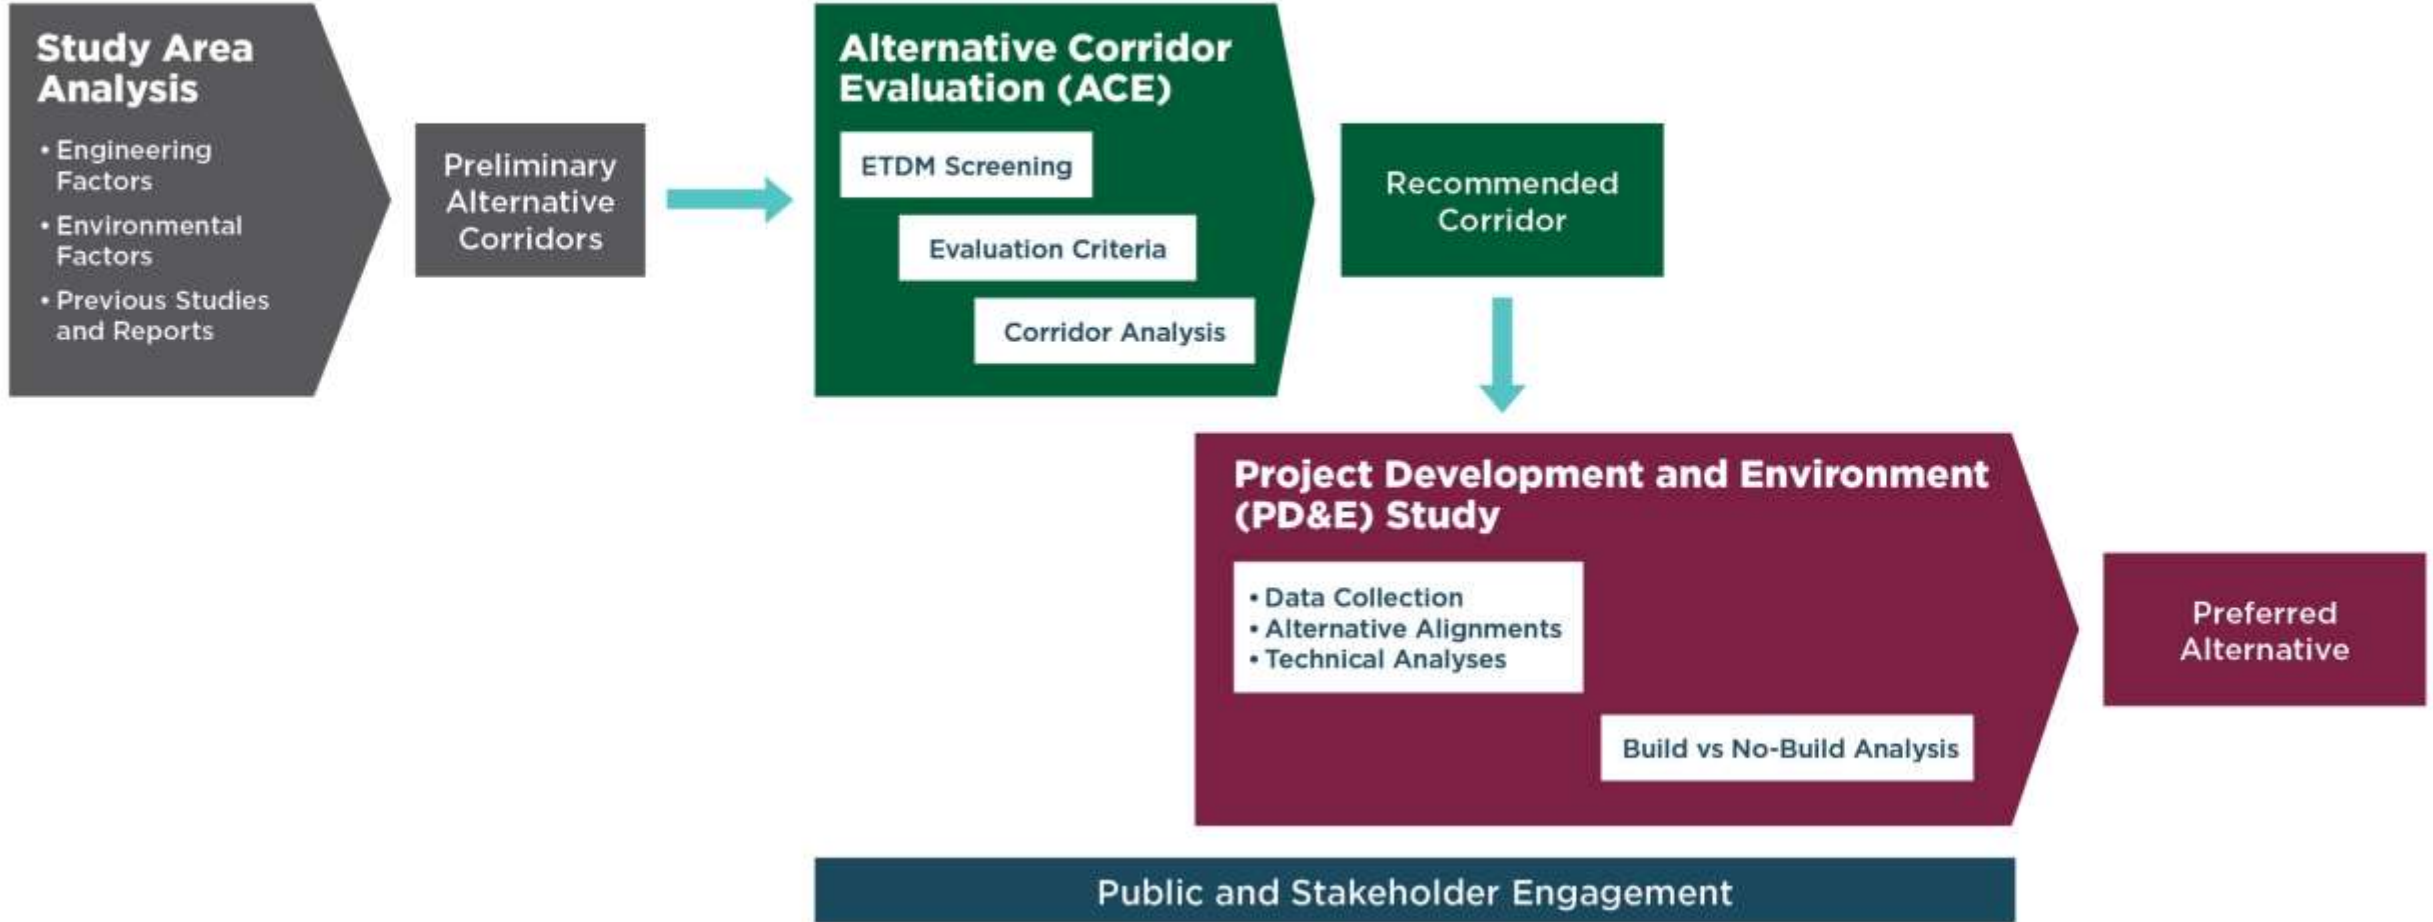 Study Area
Analysis
• Engineering
Factors
• Environmental
Factors
• Previous Studies
and Reports
Preliminary
Alternative
Corridors
Alternative Corridor
Evaluation (ACE)
ETDM Screening
Evaluation Criteria
Corridor Analysis
Recommended
Corridor
Project Development and Environment
(PD&E) Study
• Data Collection
• Alternative Alignments
• Technical Analyses
Build vs No-Build Analysis
Preferred
Alternative
Public and Stakeholder Engagement